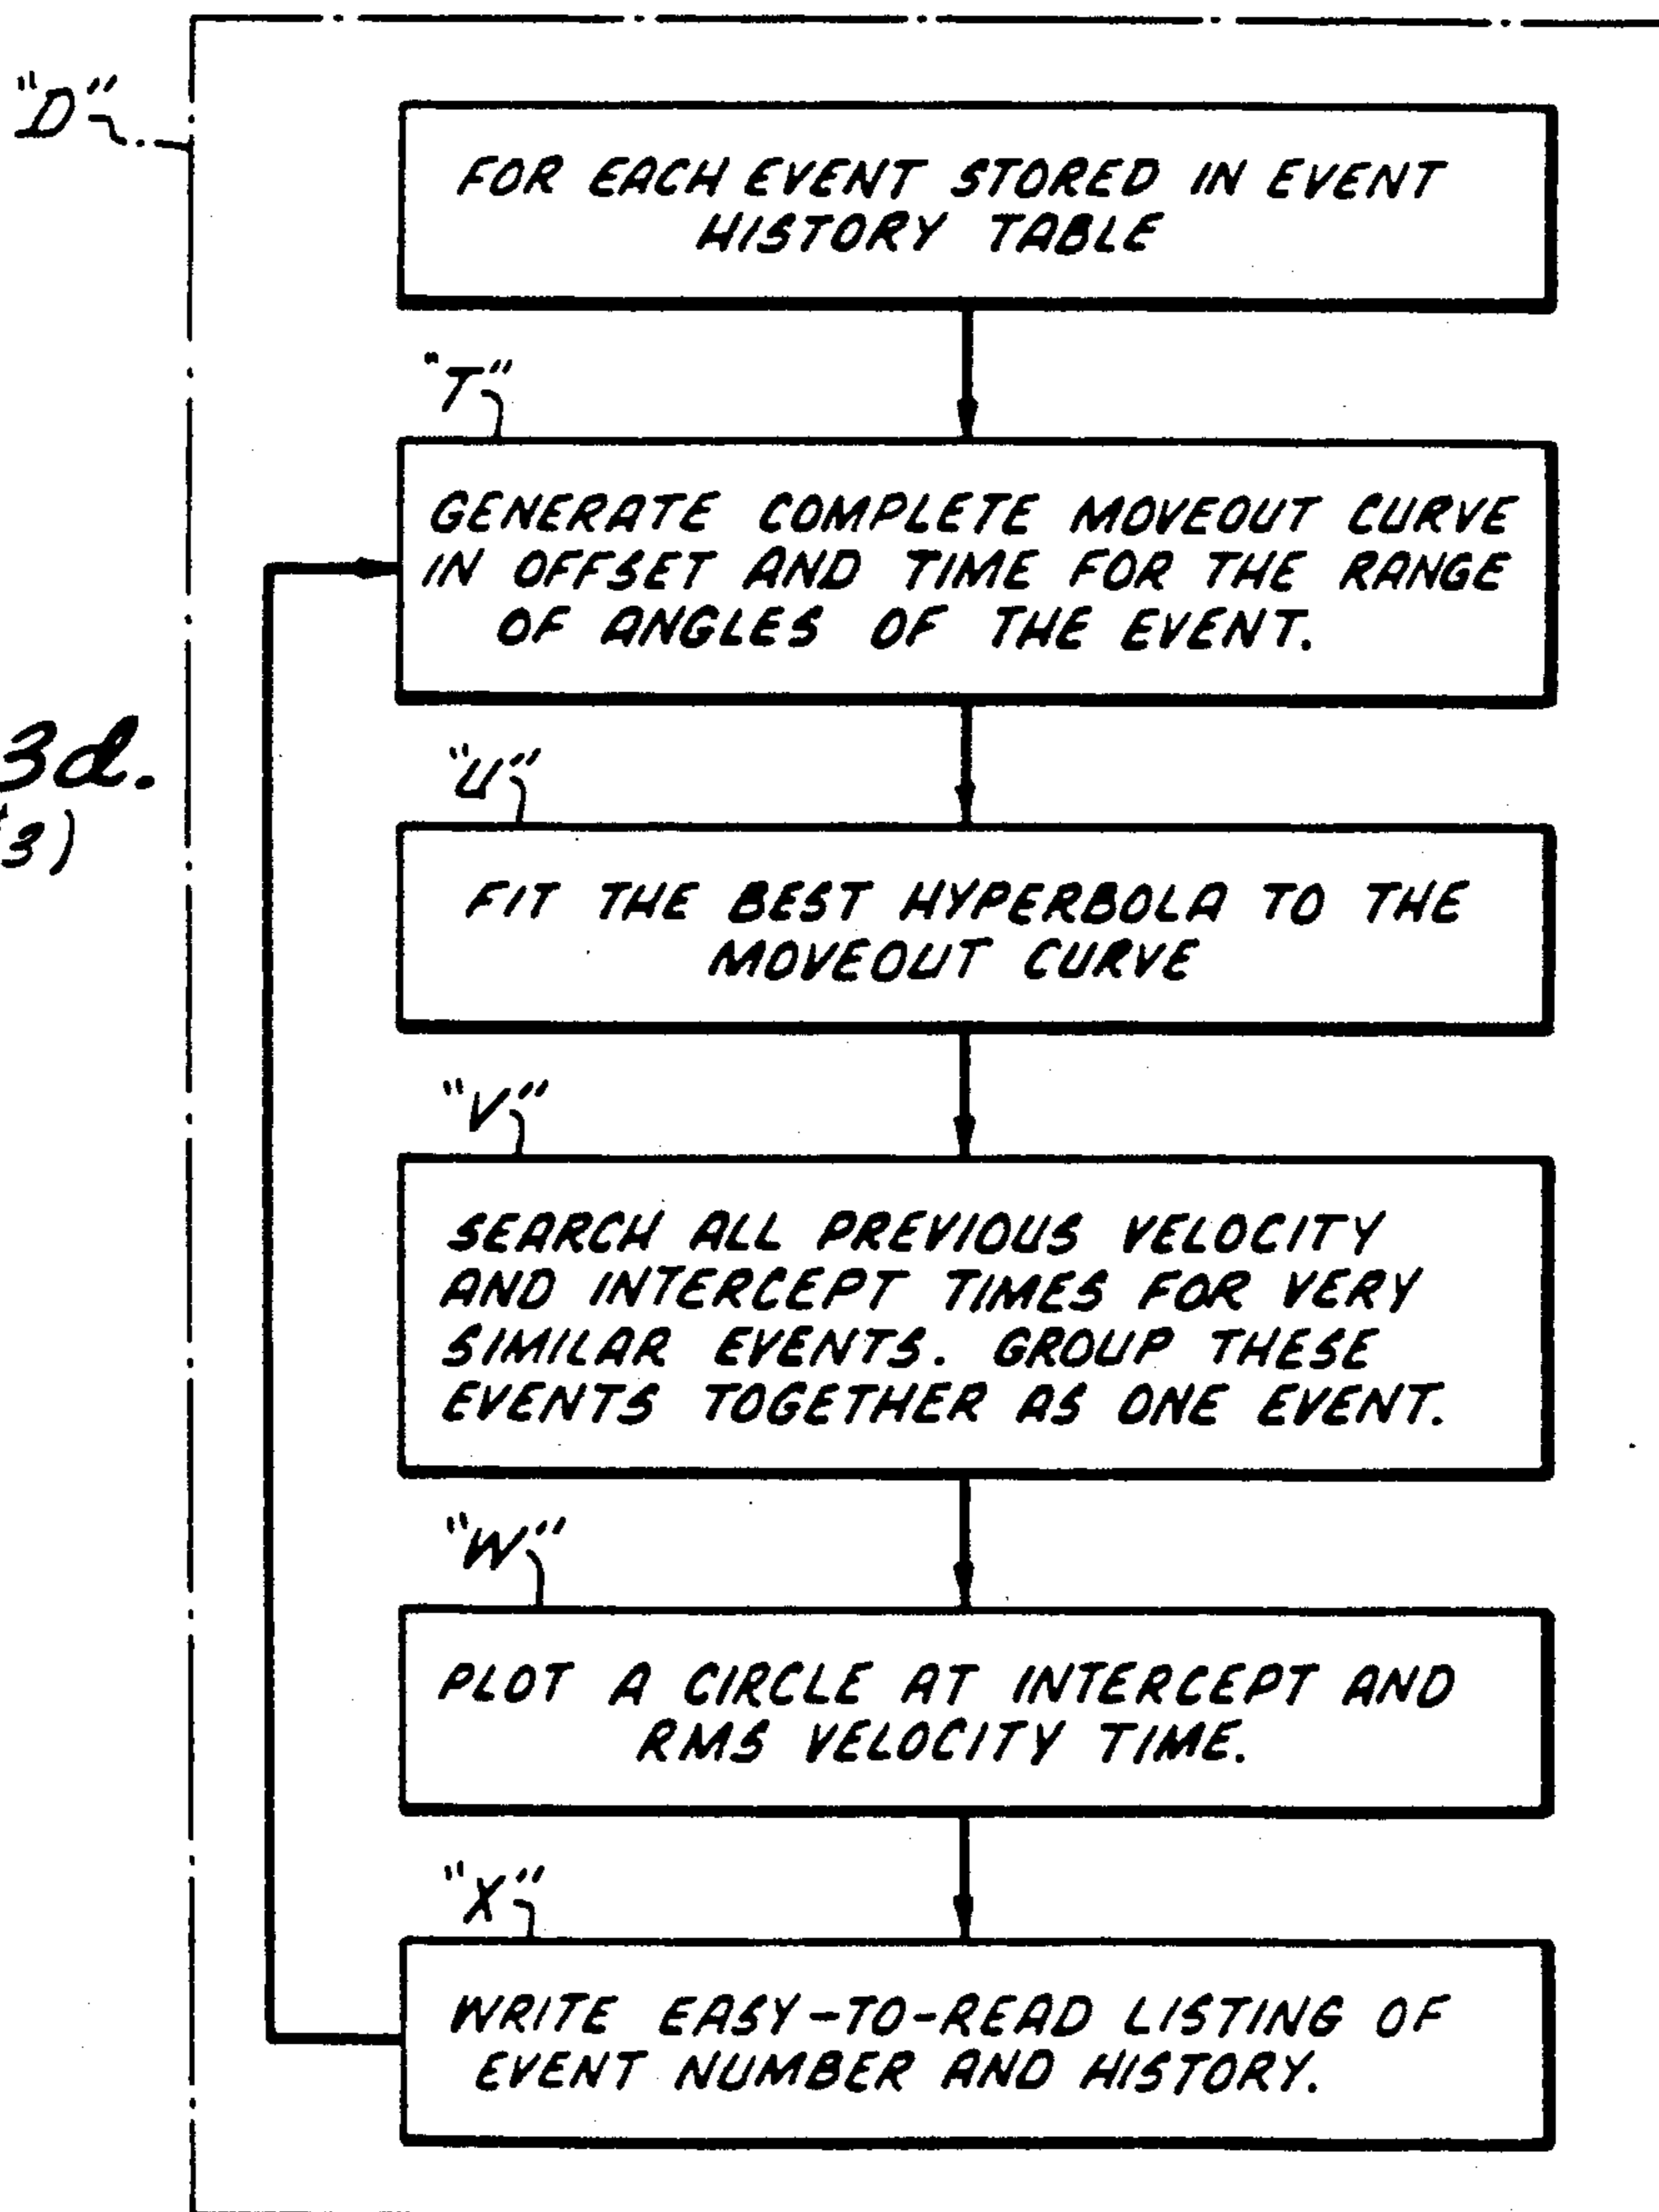 "D"
FOR EACH EVENT STORED IN EVENT
HISTORY TABLE
"T"
GENERATE COMPLETE MOVEOUT CURVE
IN OFFSET AND TIME FOR THE RANGE
OF ANGLES OF THE EVENT.
3d.
3)
"U"
FIT THE BEST HYPERBOLA TO THE
MOVEOUT CURVE
"V"
SEARCH ALL PREVIOUS VELOCITY
AND INTERCEPT TIMES FOR VERY
SIMILAR EVENTS. GROUP THESE
EVENTS TOGETHER AS ONE EVENT.
"W"
PLOT A CIRCLE AT INTERCEPT AND
RMS VELOCITY TIME.
"X"
WRITE EASY-TO-READ LISTING OF
EVENT NUMBER AND HISTORY.